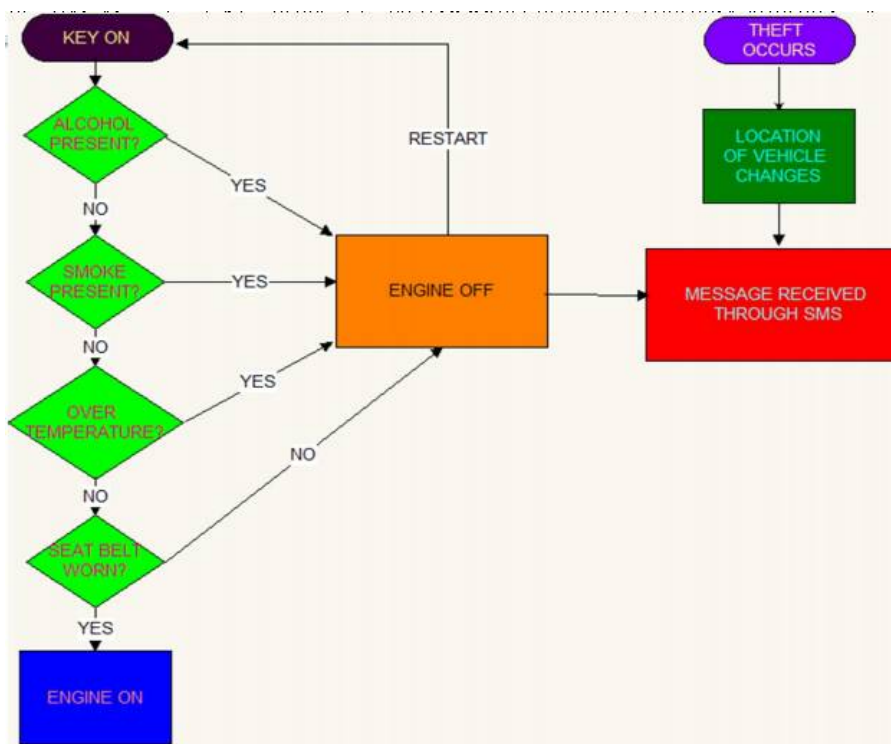 KEY ON
THEFT
OCCURS
ALCOHOL
PRESENT?
RESTART
LOCATION
OF VEHICLE
CHANGES
YES
NO
SMOKE
PRESENT?
YES
ENGINE OFF
MESSAGE RECEIVED
THROUGH SMS
NO
YES
OVER
TEMPERATURE?
NO
NO
SEAT BELT
WORN?
YES
ENGINE ON